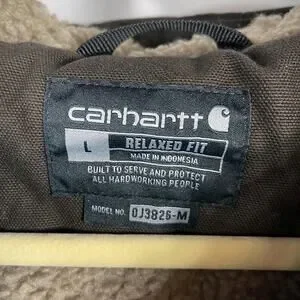 carhartt
L RELAXED FIT
MADE IN INDONESIA
BUILT TO SERVE AND PROTECT
ALL HARDWORKING PEOPLE
MODEL NO. OJ3826-M